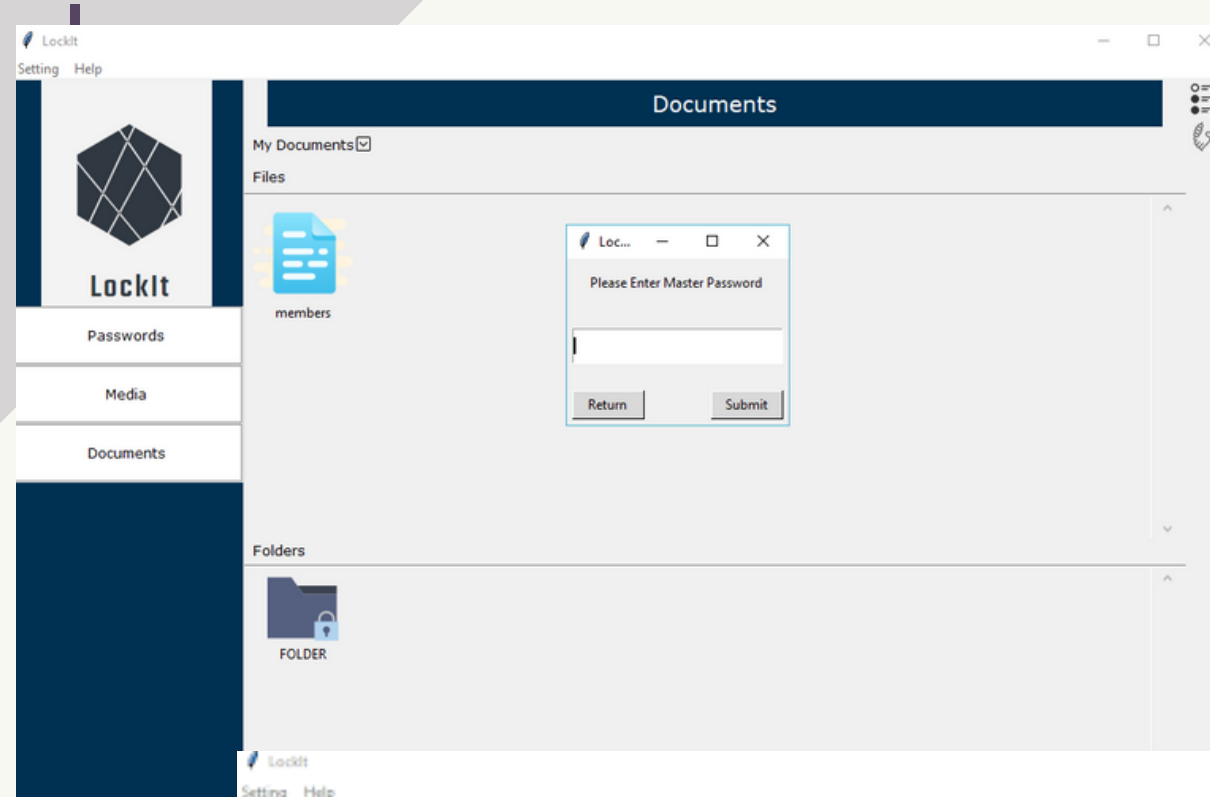 LockIt
Setting Help
Documents
My Documents
Files
LockIt
members
Loc...
Please Enter Master Password
Return Submit
Passwords
Media
Documents
Folders
FOLDER
LockIt
Setting Help